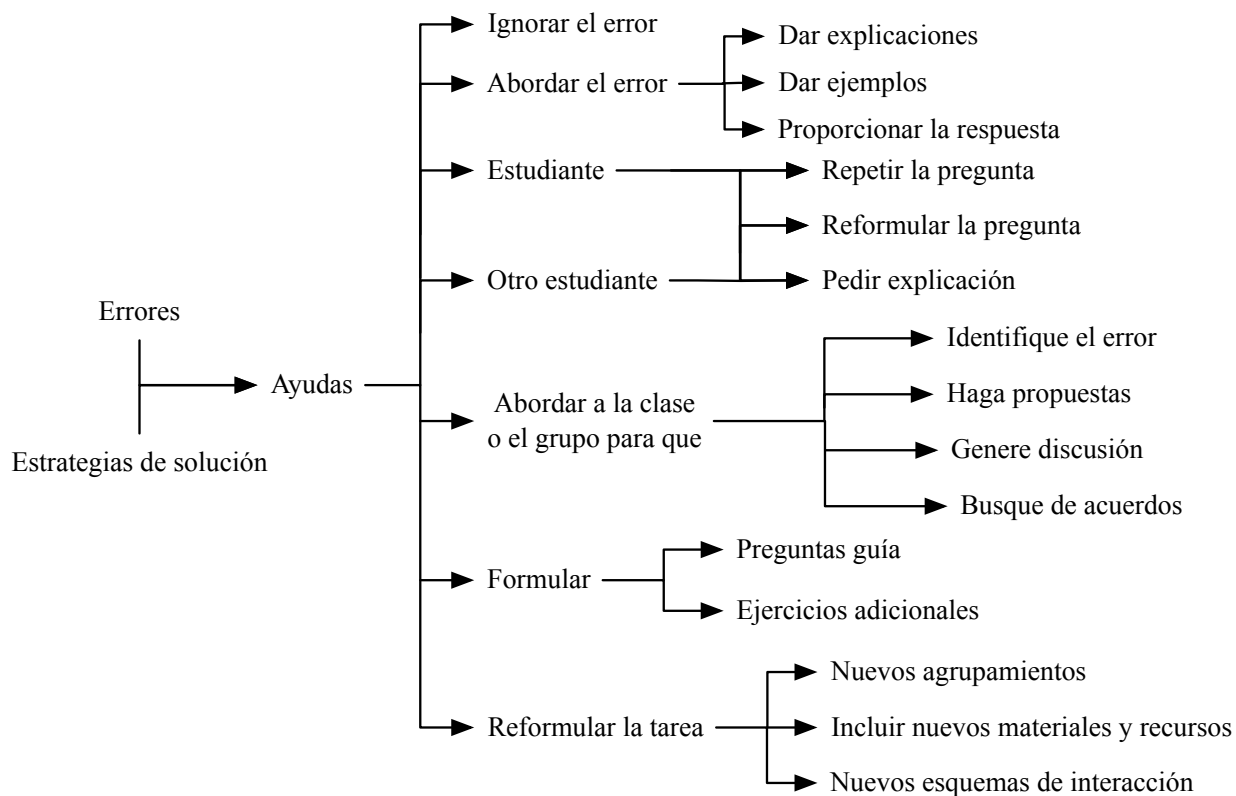 Ignorar el error
Abordar el error
Dar explicaciones
Dar ejemplos
Proporcionar la respuesta
Estudiante
Otro estudiante
Repetir la pregunta
Reformular la pregunta
Pedir explicación
Errores
Estrategias de solución
Ayudas
Abordar a la clase
o el grupo para que
Identifique el error
Haga propuestas
Genere discusión
Busque de acuerdos
Formular
Preguntas guía
Ejercicios adicionales
Reformular la tarea
Nuevos agrupamientos
Incluir nuevos materiales y recursos
Nuevos esquemas de interacción